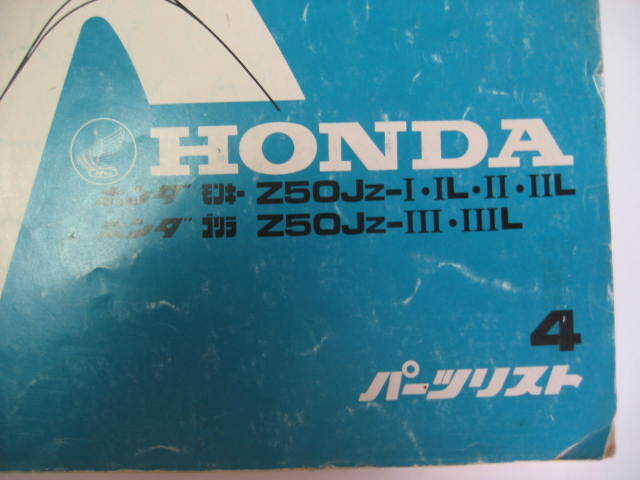 HONDA
ホンダ モンキー Z50JZ-I・IL・II・IIL
ホンダ ゴリラ Z50JZ-III・IIIL
4
パーツリスト